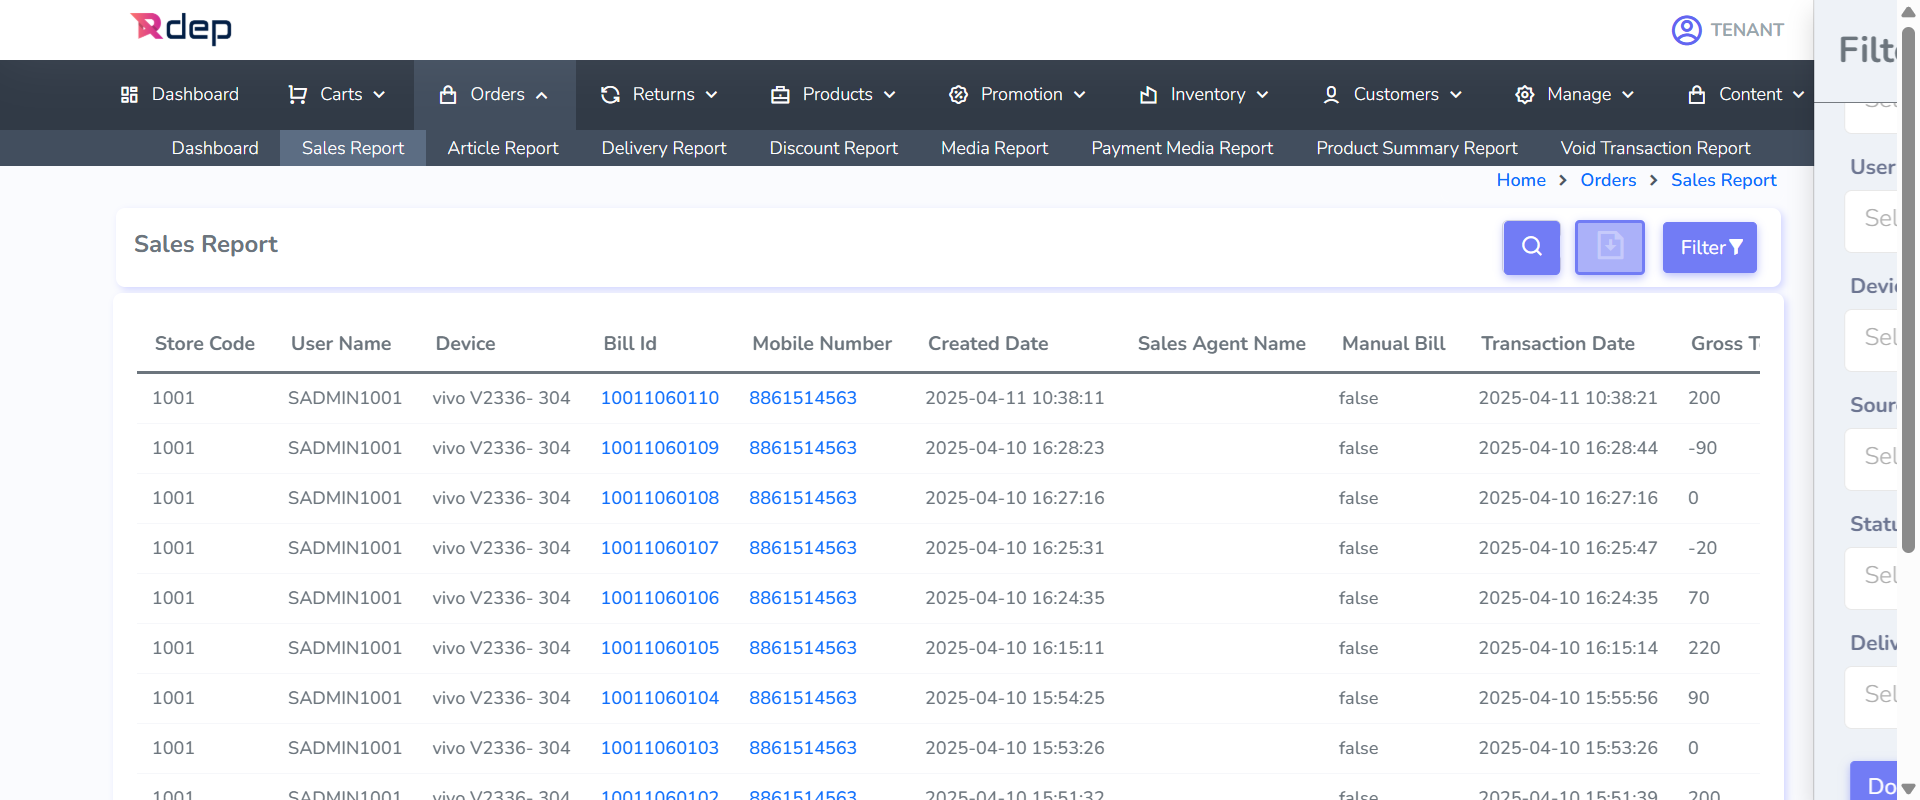 Rdep
TENANT
Filte
Dashboard Carts Orders Returns Products Promotion Inventory Customers Manage Content
Dashboard Sales Report Article Report Delivery Report Discount Report Media Report Payment Media Report Product Summary Report Void Transaction Report
Home > Orders > Sales Report
Sales Report
Filter
Store Code User Name Device Bill Id Mobile Number Created Date Sales Agent Name Manual Bill Transaction Date Gross T
1001 SADMIN1001 vivo V2336- 304 10011060110 8861514563 2025-04-11 10:38:11 false 2025-04-11 10:38:21 200
1001 SADMIN1001 vivo V2336- 304 10011060109 8861514563 2025-04-10 16:28:23 false 2025-04-10 16:28:44 -90
1001 SADMIN1001 vivo V2336- 304 10011060108 8861514563 2025-04-10 16:27:16 false 2025-04-10 16:27:16 0
1001 SADMIN1001 vivo V2336- 304 10011060107 8861514563 2025-04-10 16:25:31 false 2025-04-10 16:25:47 -20
1001 SADMIN1001 vivo V2336- 304 10011060106 8861514563 2025-04-10 16:24:35 false 2025-04-10 16:24:35 70
1001 SADMIN1001 vivo V2336- 304 10011060105 8861514563 2025-04-10 16:15:11 false 2025-04-10 16:15:14 220
1001 SADMIN1001 vivo V2336- 304 10011060104 8861514563 2025-04-10 15:54:25 false 2025-04-10 15:55:56 90
1001 SADMIN1001 vivo V2336- 304 10011060103 8861514563 2025-04-10 15:53:26 false 2025-04-10 15:53:26 0
1001 SADMIN1001 vivo V2336- 304 10011060102 8861514563 2025-04-10 15:51:32 false 2025-04-10 15:51:39 200
Sel
User
Sel
Devic
Sel
Sour
Sel
Statu
Sel
Deliv
Sel
Do